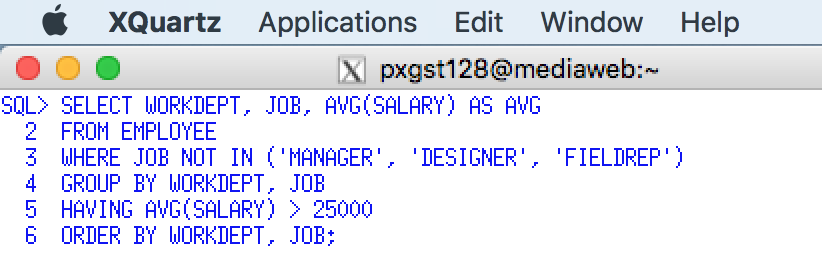 XQuartz Applications Edit Window Help
pxgst128@mediaweb:~
SQL> SELECT WORKDEPT, JOB, AVG(SALARY) AS AVG
2 FROM EMPLOYEE
3 WHERE JOB NOT IN ('MANAGER', 'DESIGNER', 'FIELDREP')
4 GROUP BY WORKDEPT, JOB
5 HAVING AVG(SALARY) > 25000
6 ORDER BY WORKDEPT, JOB;